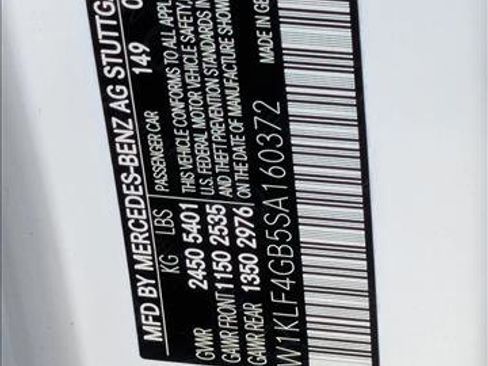 MFD BY MERCEDES-BENZ AG STUTTG
149
KG LBS PASSENGER CAR
GVWR 2450 5401 THIS VEHICLE CONFORMS TO ALL APPL
GAWR FRONT 1150 2535 U.S. FEDERAL MOTOR VEHICLE SAFETY,
GAWR REAR 1350 2976 AND THEFT PREVENTION STANDARDS IN
ON THE DATE OF MANUFACTURE SHOW
W1KLF4GB5SA160372 MADE IN GE